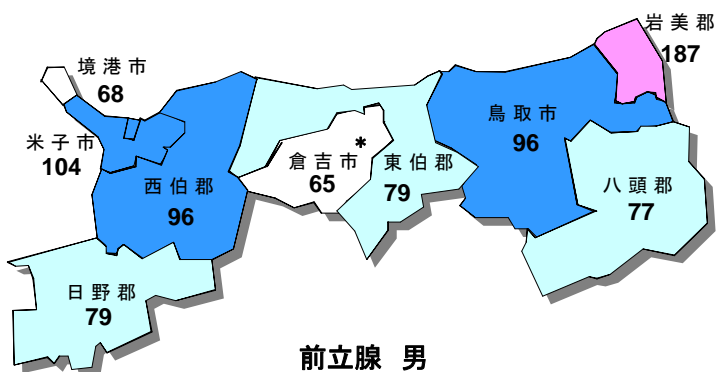 岩美郡
187
境港市
68
鳥取市
96
米子市
104
*
倉吉市
65
東伯郡
79
西伯郡
96
八頭郡
77
日野郡
79
前立腺 男